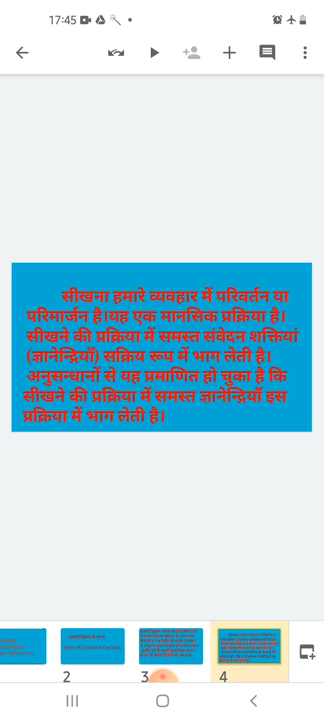 17:45
सीखना हमारे व्यवहार में परिवर्तन या
परिमार्जन है।यह एक मानसिक प्रक्रिया है।
सीखने की प्रक्रिया में समस्त संवेदन शक्तियां
(ज्ञानेन्द्रियाँ) सक्रिय रूप में भाग लेती है।
अनुसन्धानों से यह प्रमाणित हो चुका है कि
सीखने की प्रक्रिया में समस्त ज्ञानेन्द्रियाँ इस
प्रक्रिया में भाग लेती है।
2
3
4